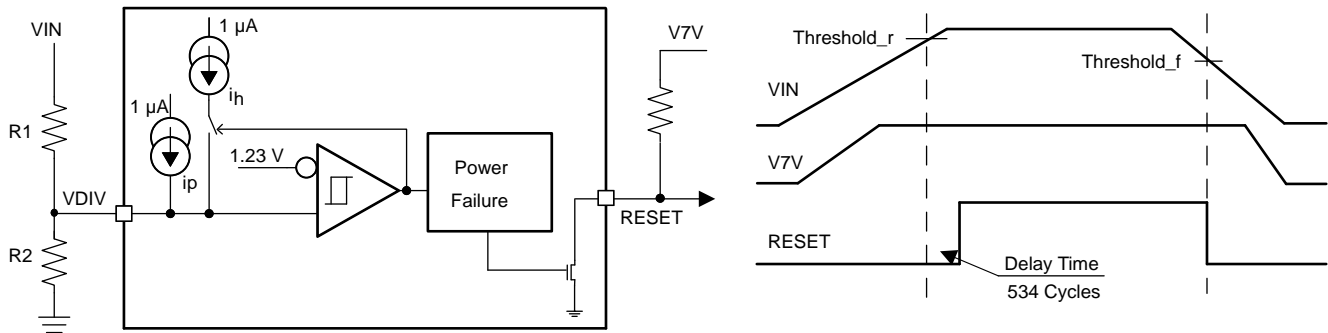 VIN
R1
VDIV
R2
1 µA
ih
1 µA
ip
1.23 V
Power
Failure
V7V
RESET
Threshold_r
Threshold_f
VIN
V7V
RESET
Delay Time
534 Cycles